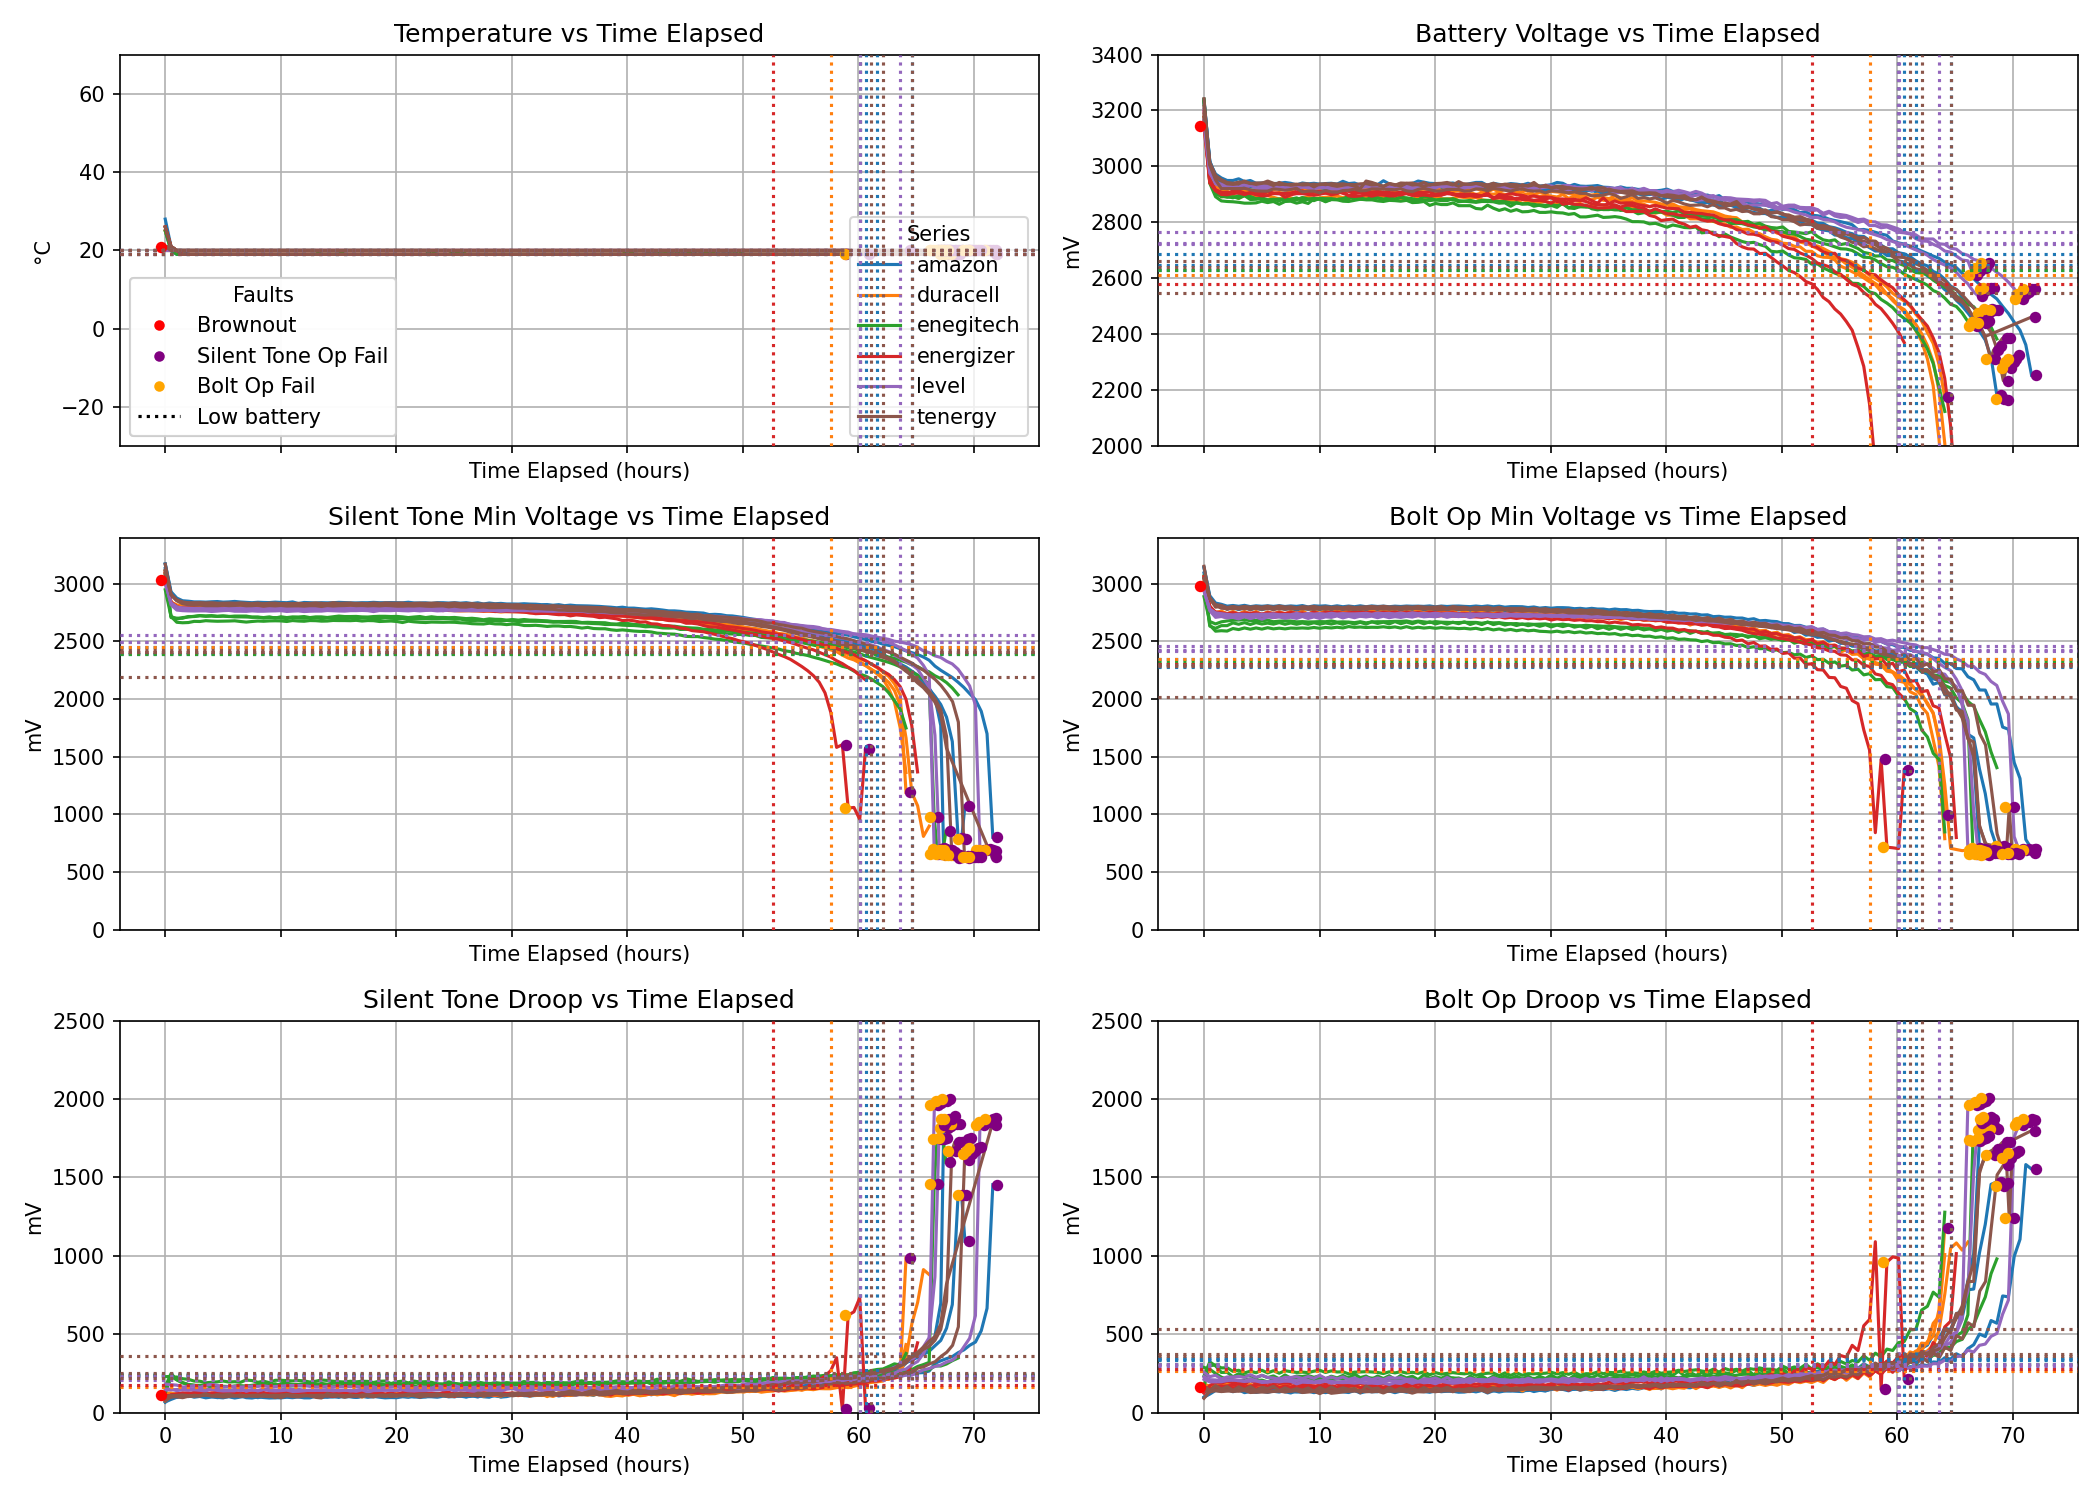 Temperature vs Time Elapsed
°C
60
40
20
0
−20
Faults
Brownout
Silent Tone Op Fail
Bolt Op Fail
Low battery
Series
amazon
duracell
enegitech
energizer
level
tenergy
Time Elapsed (hours)
Battery Voltage vs Time Elapsed
mV
3400
3200
3000
2800
2600
2400
2200
2000
Time Elapsed (hours)
Silent Tone Min Voltage vs Time Elapsed
mV
3000
2500
2000
1500
1000
500
0
Time Elapsed (hours)
Bolt Op Min Voltage vs Time Elapsed
mV
3000
2500
2000
1500
1000
500
0
Time Elapsed (hours)
Silent Tone Droop vs Time Elapsed
mV
2500
2000
1500
1000
500
0
0 10 20 30 40 50 60 70
Time Elapsed (hours)
Bolt Op Droop vs Time Elapsed
mV
2500
2000
1500
1000
500
0
0 10 20 30 40 50 60 70
Time Elapsed (hours)